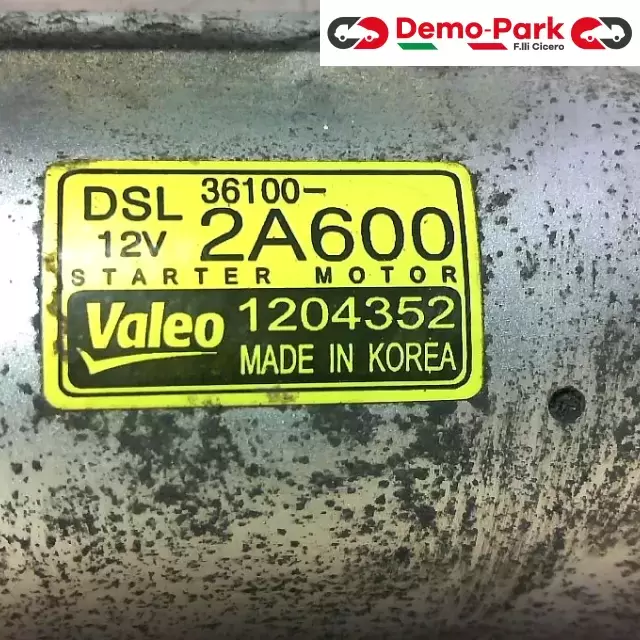 Demo-Park
F.lli Cicero
DSL 36100-
12V 2A600
STARTER MOTOR
Valeo 1204352
MADE IN KOREA